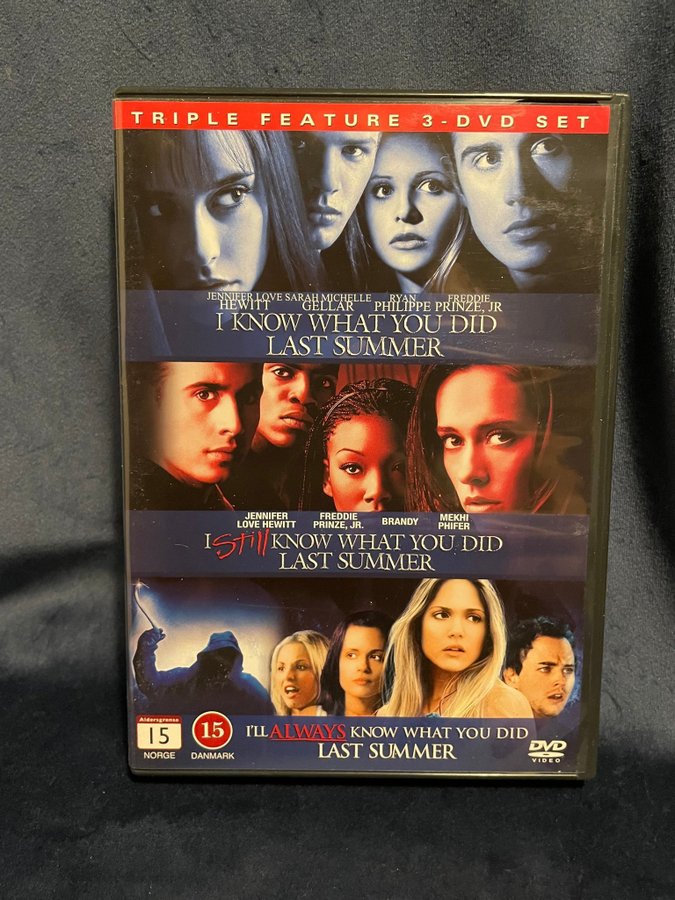 TRIPLE FEATURE 3-DVD SET
JENNIFER LOVE SARAH MICHELLE RYAN FREDDIE
HEWITT GELLAR PHILIPPE PRINZE, JR
I KNOW WHAT YOU DID
LAST SUMMER
JENNIFER FREDDIE BRANDY MEKHI
LOVE HEWITT PRINZE, JR. PHIFER
I Still KNOW WHAT YOU DID
LAST SUMMER
I'LL ALWAYS KNOW WHAT YOU DID
LAST SUMMER
Aldersgrense
15
NORGE
15
DANMARK
DVD
VIDEO